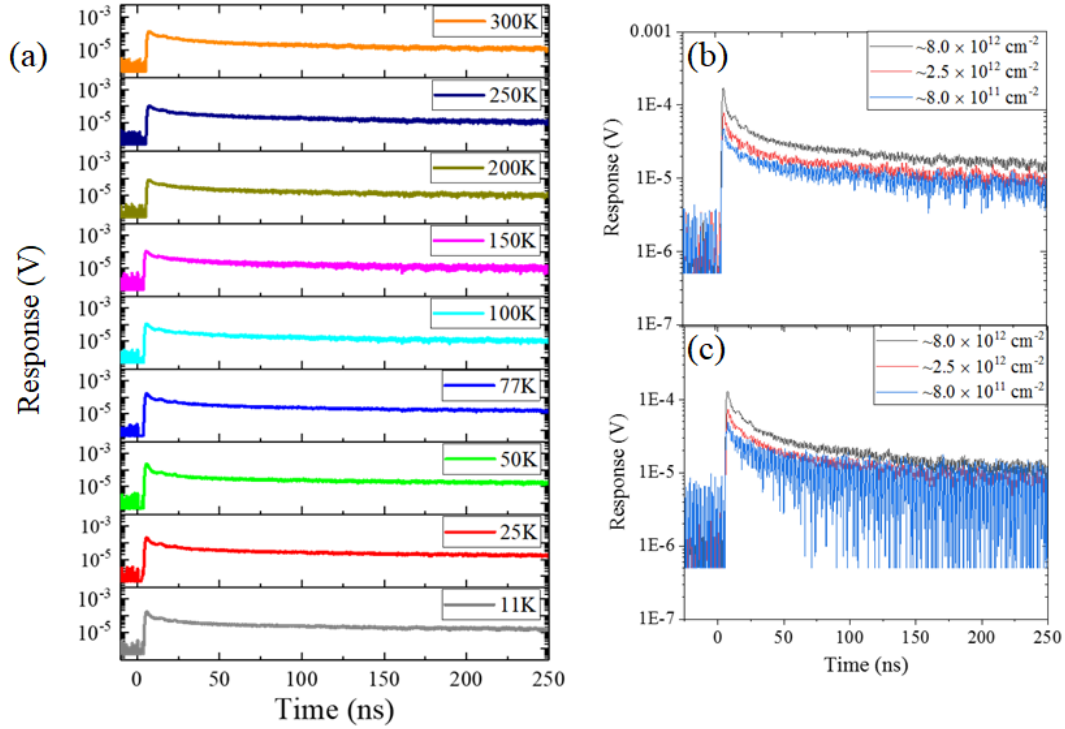 (a)
Response (V)
10⁻³
10⁻⁵
300K
10⁻³
10⁻⁵
250K
10⁻³
10⁻⁵
200K
10⁻³
10⁻⁵
150K
10⁻³
10⁻⁵
100K
10⁻³
10⁻⁵
77K
10⁻³
10⁻⁵
50K
10⁻³
10⁻⁵
25K
10⁻³
10⁻⁵
11K
0 50 100 150 200 250
Time (ns)
(b)
Response (V)
0.001
1E-4
1E-5
1E-6
1E-7
~8.0 × 10¹² cm⁻²
~2.5 × 10¹² cm⁻²
~8.0 × 10¹¹ cm⁻²
(c)
Response (V)
1E-4
1E-5
1E-6
1E-7
~8.0 × 10¹² cm⁻²
~2.5 × 10¹² cm⁻²
~8.0 × 10¹¹ cm⁻²
0 50 100 150 200 250
Time (ns)